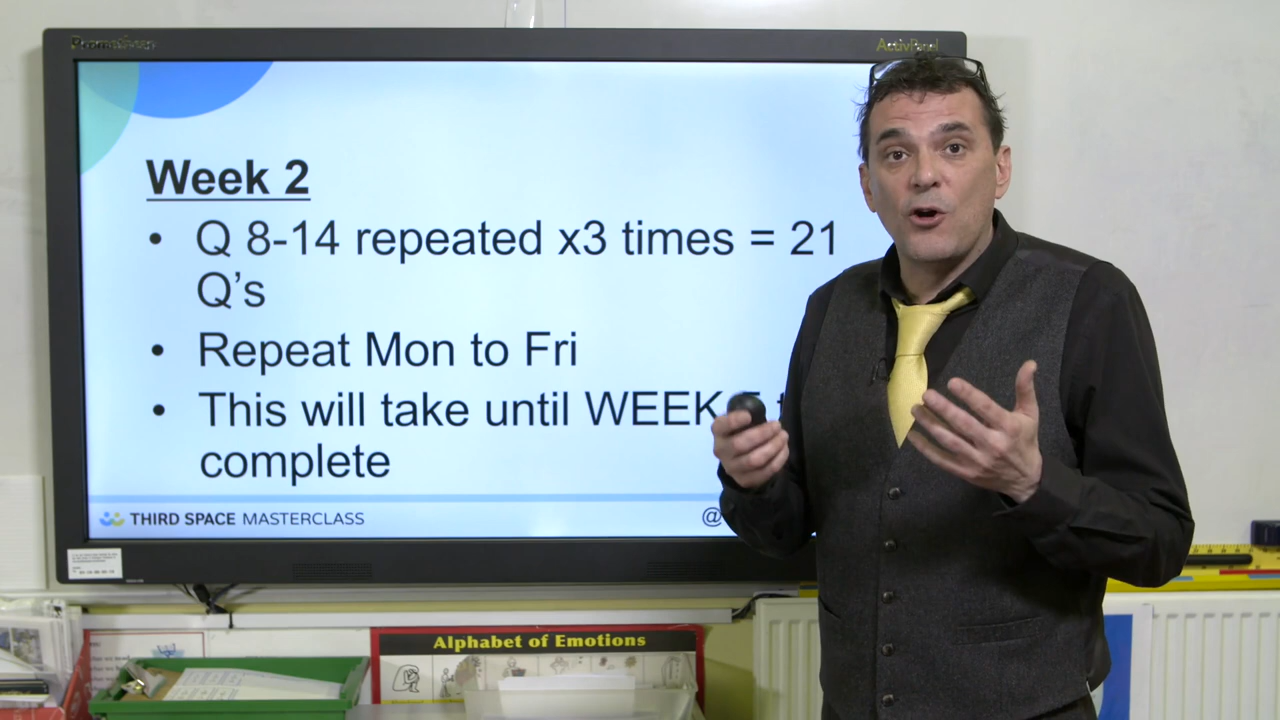 Promethean
ActivPanel
Week 2
• Q 8-14 repeated x3 times = 21
Q's
• Repeat Mon to Fri
• This will take until WEEK
complete
THIRD SPACE MASTERCLASS
@
Alphabet of Emotions